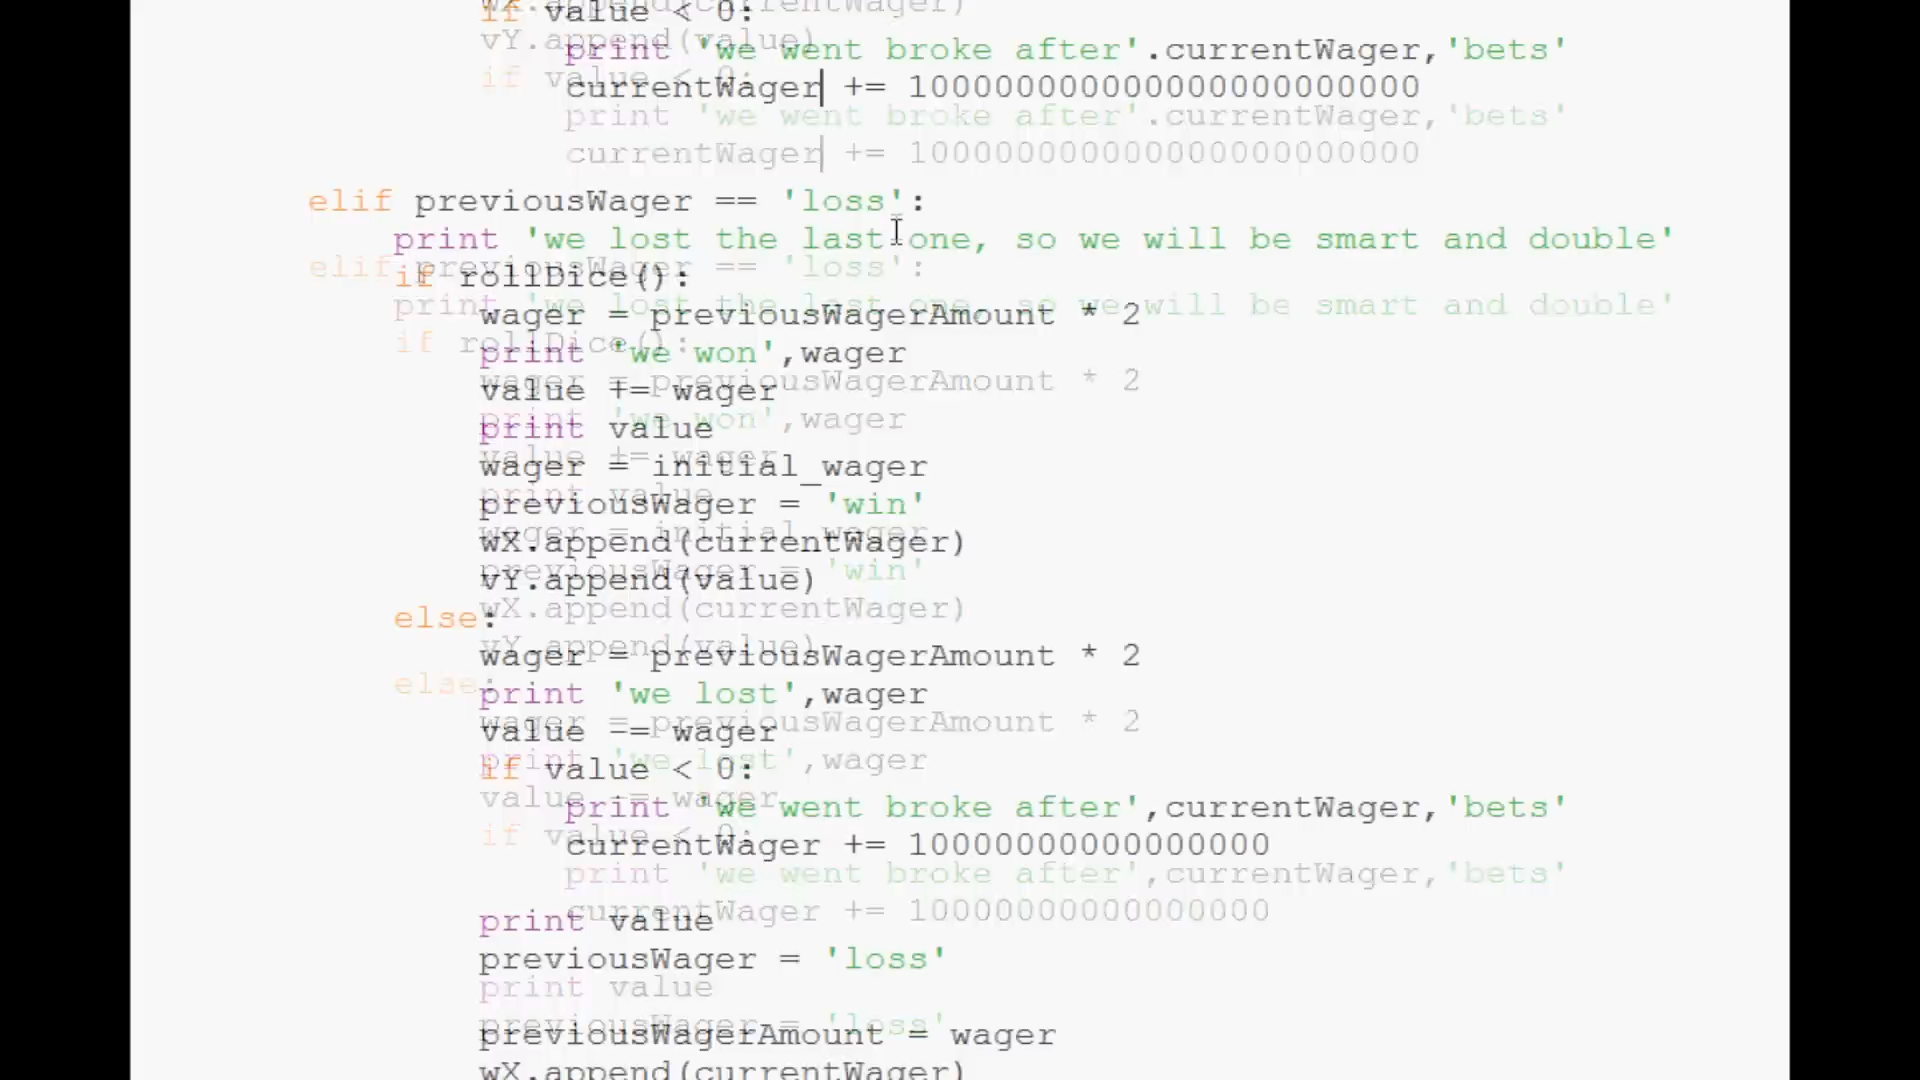 if value < 0:
print 'we went broke after'.currentWager,'bets'
currentWager += 100000000000000000000000
elif previousWager == 'loss':
print 'we lost the last one, so we will be smart and double'
if rollDice():
wager = previousWagerAmount * 2
print 'we won',wager
value += wager
print value
wager = initial_wager
previousWager = 'win'
wX.append(currentWager)
vY.append(value)
else:
wager = previousWagerAmount * 2
print 'we lost',wager
value -= wager
if value < 0:
print 'we went broke after',currentWager,'bets'
currentWager += 10000000000000000
print value
previousWager = 'loss'
previousWagerAmount = wager
wX.append(currentWager)